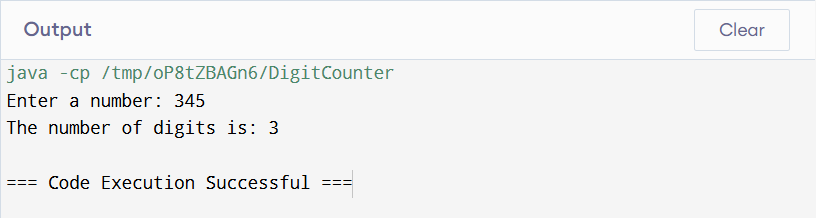 Output
Clear
java -cp /tmp/oP8tZBAGn6/DigitCounter
Enter a number: 345
The number of digits is: 3
=== Code Execution Successful ===